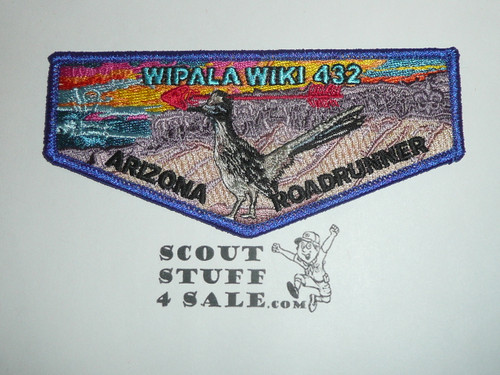 WIPALA WIKI 432
ARIZONA ROADRUNNER
SCOUT
STUFF
4 SALE.COM